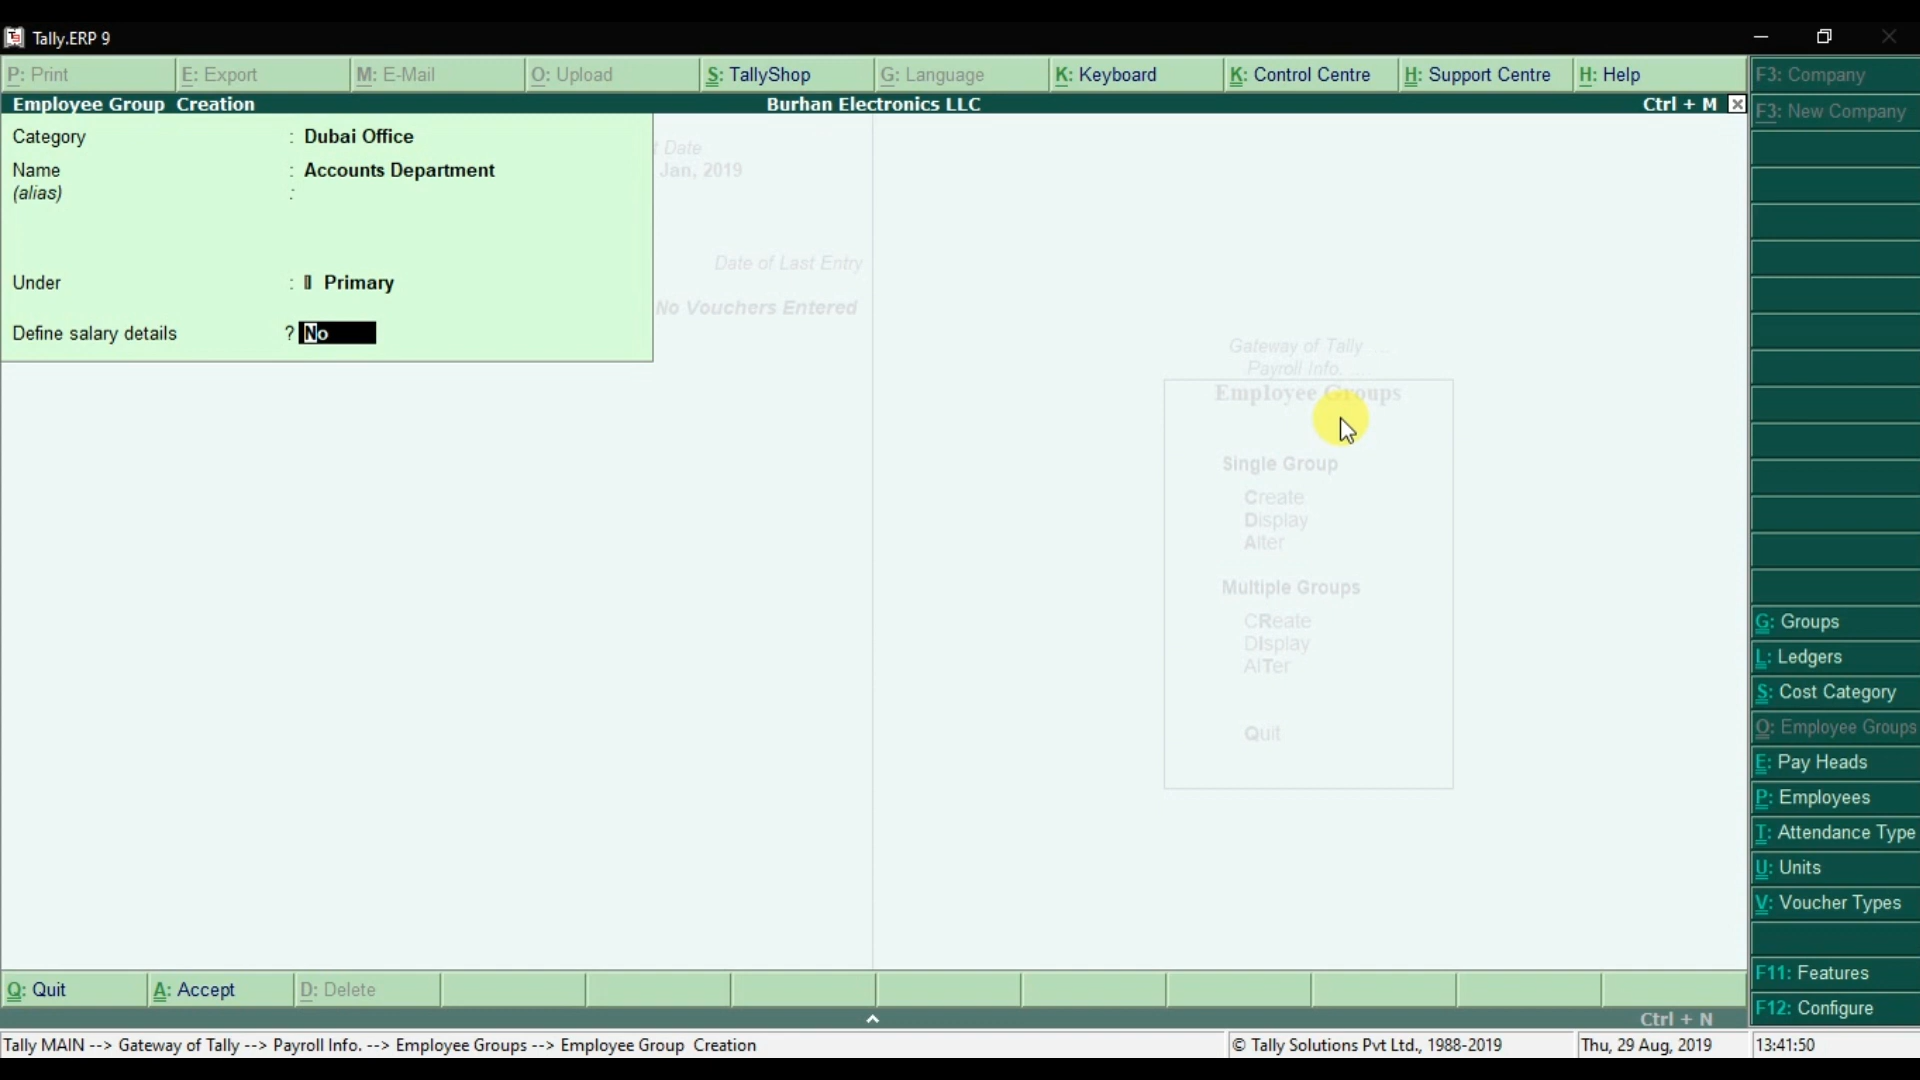 Tally.ERP 9
P: Print E: Export M: E-Mail O: Upload S: TallyShop G: Language K: Keyboard K: Control Centre H: Support Centre H: Help
F3: Company
Employee Group Creation Burhan Electronics LLC Ctrl + M
F3: New Company
Category : Dubai Office
t Date
Name : Accounts Department
Jan, 2019
(alias) :
Date of Last Entry
Under : Primary
No Vouchers Entered
Define salary details ? No
Gateway of Tally ...
Payroll Info. ...
Employee Groups
Single Group
Create
Display
Alter
Multiple Groups
CReate
DIsplay
AlTer
Quit
G: Groups
L: Ledgers
S: Cost Category
O: Employee Groups
E: Pay Heads
P: Employees
T: Attendance Type
U: Units
V: Voucher Types
F11: Features
F12: Configure
Q: Quit A: Accept D: Delete
Ctrl + N
Tally MAIN --> Gateway of Tally --> Payroll Info. --> Employee Groups --> Employee Group Creation © Tally Solutions Pvt Ltd., 1988-2019 Thu, 29 Aug, 2019 13:41:50